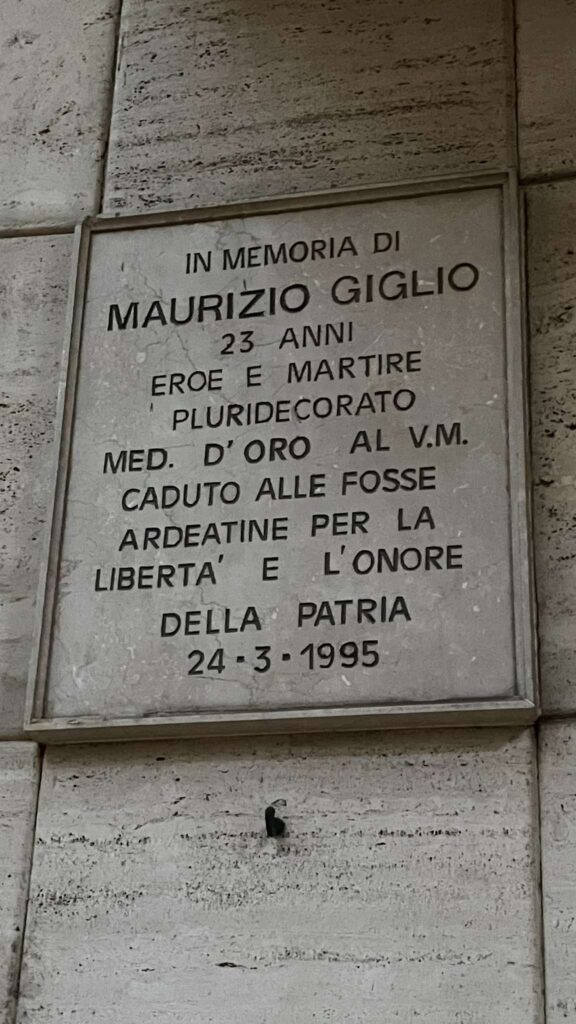 IN MEMORIA DI
MAURIZIO GIGLIO
23 ANNI
EROE E MARTIRE
PLURIDECORATO
MED. D'ORO AL V.M.
CADUTO ALLE FOSSE
ARDEATINE PER LA
LIBERTA' E L'ONORE
DELLA PATRIA
24·3·1995